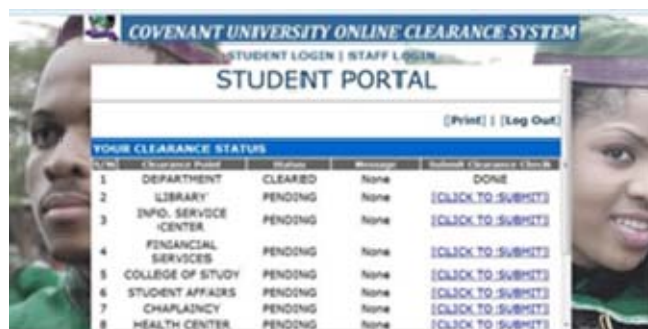 COVENANT UNIVERSITY ONLINE CLEARANCE SYSTEM
STUDENT LOGIN | STAFF LOGIN
STUDENT PORTAL
[Print] | [Log Out]
YOUR CLEARANCE STATUS
S/N Clearance Point Status Message Submit Clearance Check
1 DEPARTMENT CLEARED None DONE
2 LIBRARY PENDING None [CLICK TO SUBMIT]
3 INFO. SERVICE CENTER PENDING None [CLICK TO SUBMIT]
4 FINIANCIAL SERVICES PENDING None [CLICK TO SUBMIT]
5 COLLEGE OF STUDY PENDING None [CLICK TO SUBMIT]
6 STUDENT AFFAIRS PENDING None [CLICK TO SUBMIT]
7 CHAPLAINCY PENDING None [CLICK TO SUBMIT]
8 HEALTH CENTER PENDING None [CLICK TO SUBMIT]